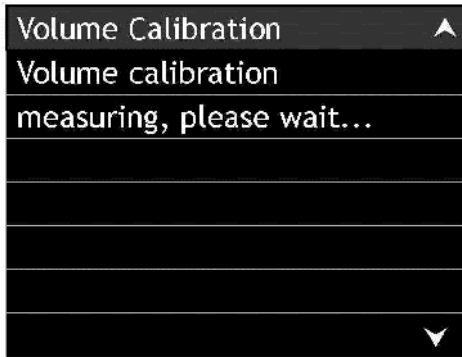 Volume Calibration
Volume calibration
measuring, please wait...